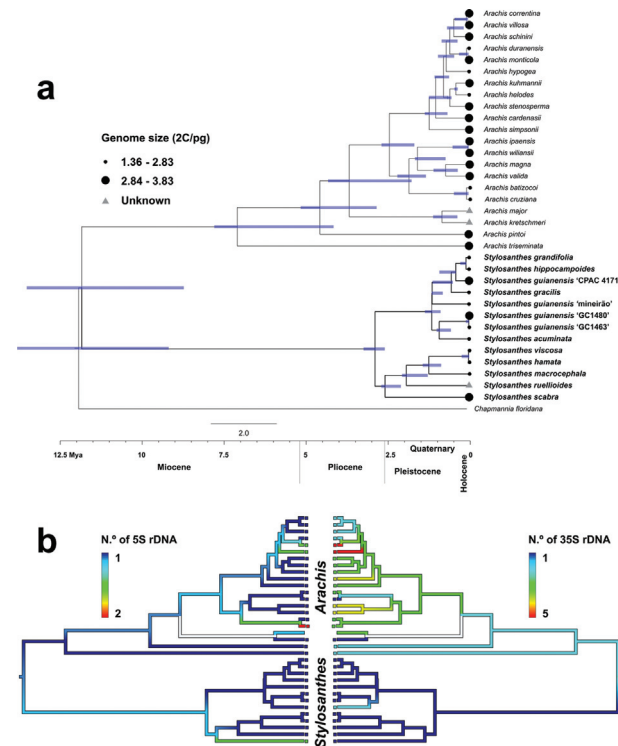 a
Genome size (2C/pg)
1.36 - 2.83
2.84 - 3.83
Unknown
Arachis correntina
Arachis villosa
Arachis schinini
Arachis duranensis
Arachis monticola
Arachis hypogea
Arachis kuhmannii
Arachis helodes
Arachis stenosperma
Arachis cardenasii
Arachis simpsonii
Arachis ipaensis
Arachis wiliansii
Arachis magna
Arachis valida
Arachis batizocoi
Arachis cruziana
Arachis major
Arachis kretschmeri
Arachis pintoi
Arachis triseminata
Stylosanthes grandifolia
Stylosanthes hippocampoides
Stylosanthes guianensis 'CPAC 4171
Stylosanthes gracilis
Stylosanthes guianensis 'mineirão'
Stylosanthes guianensis 'GC1480'
Stylosanthes guianensis 'GC1463'
Stylosanthes acuminata
Stylosanthes viscosa
Stylosanthes hamata
Stylosanthes macrocephala
Stylosanthes ruellioides
Stylosanthes scabra
Chapmannia floridana
2.0
12.5 Mya 10 7.5 5 2.5 0
Miocene Pliocene Pleistocene Quaternary Holocene
b
N.º of 5S rDNA
1
2
Arachis
Stylosanthes
N.º of 35S rDNA
1
5